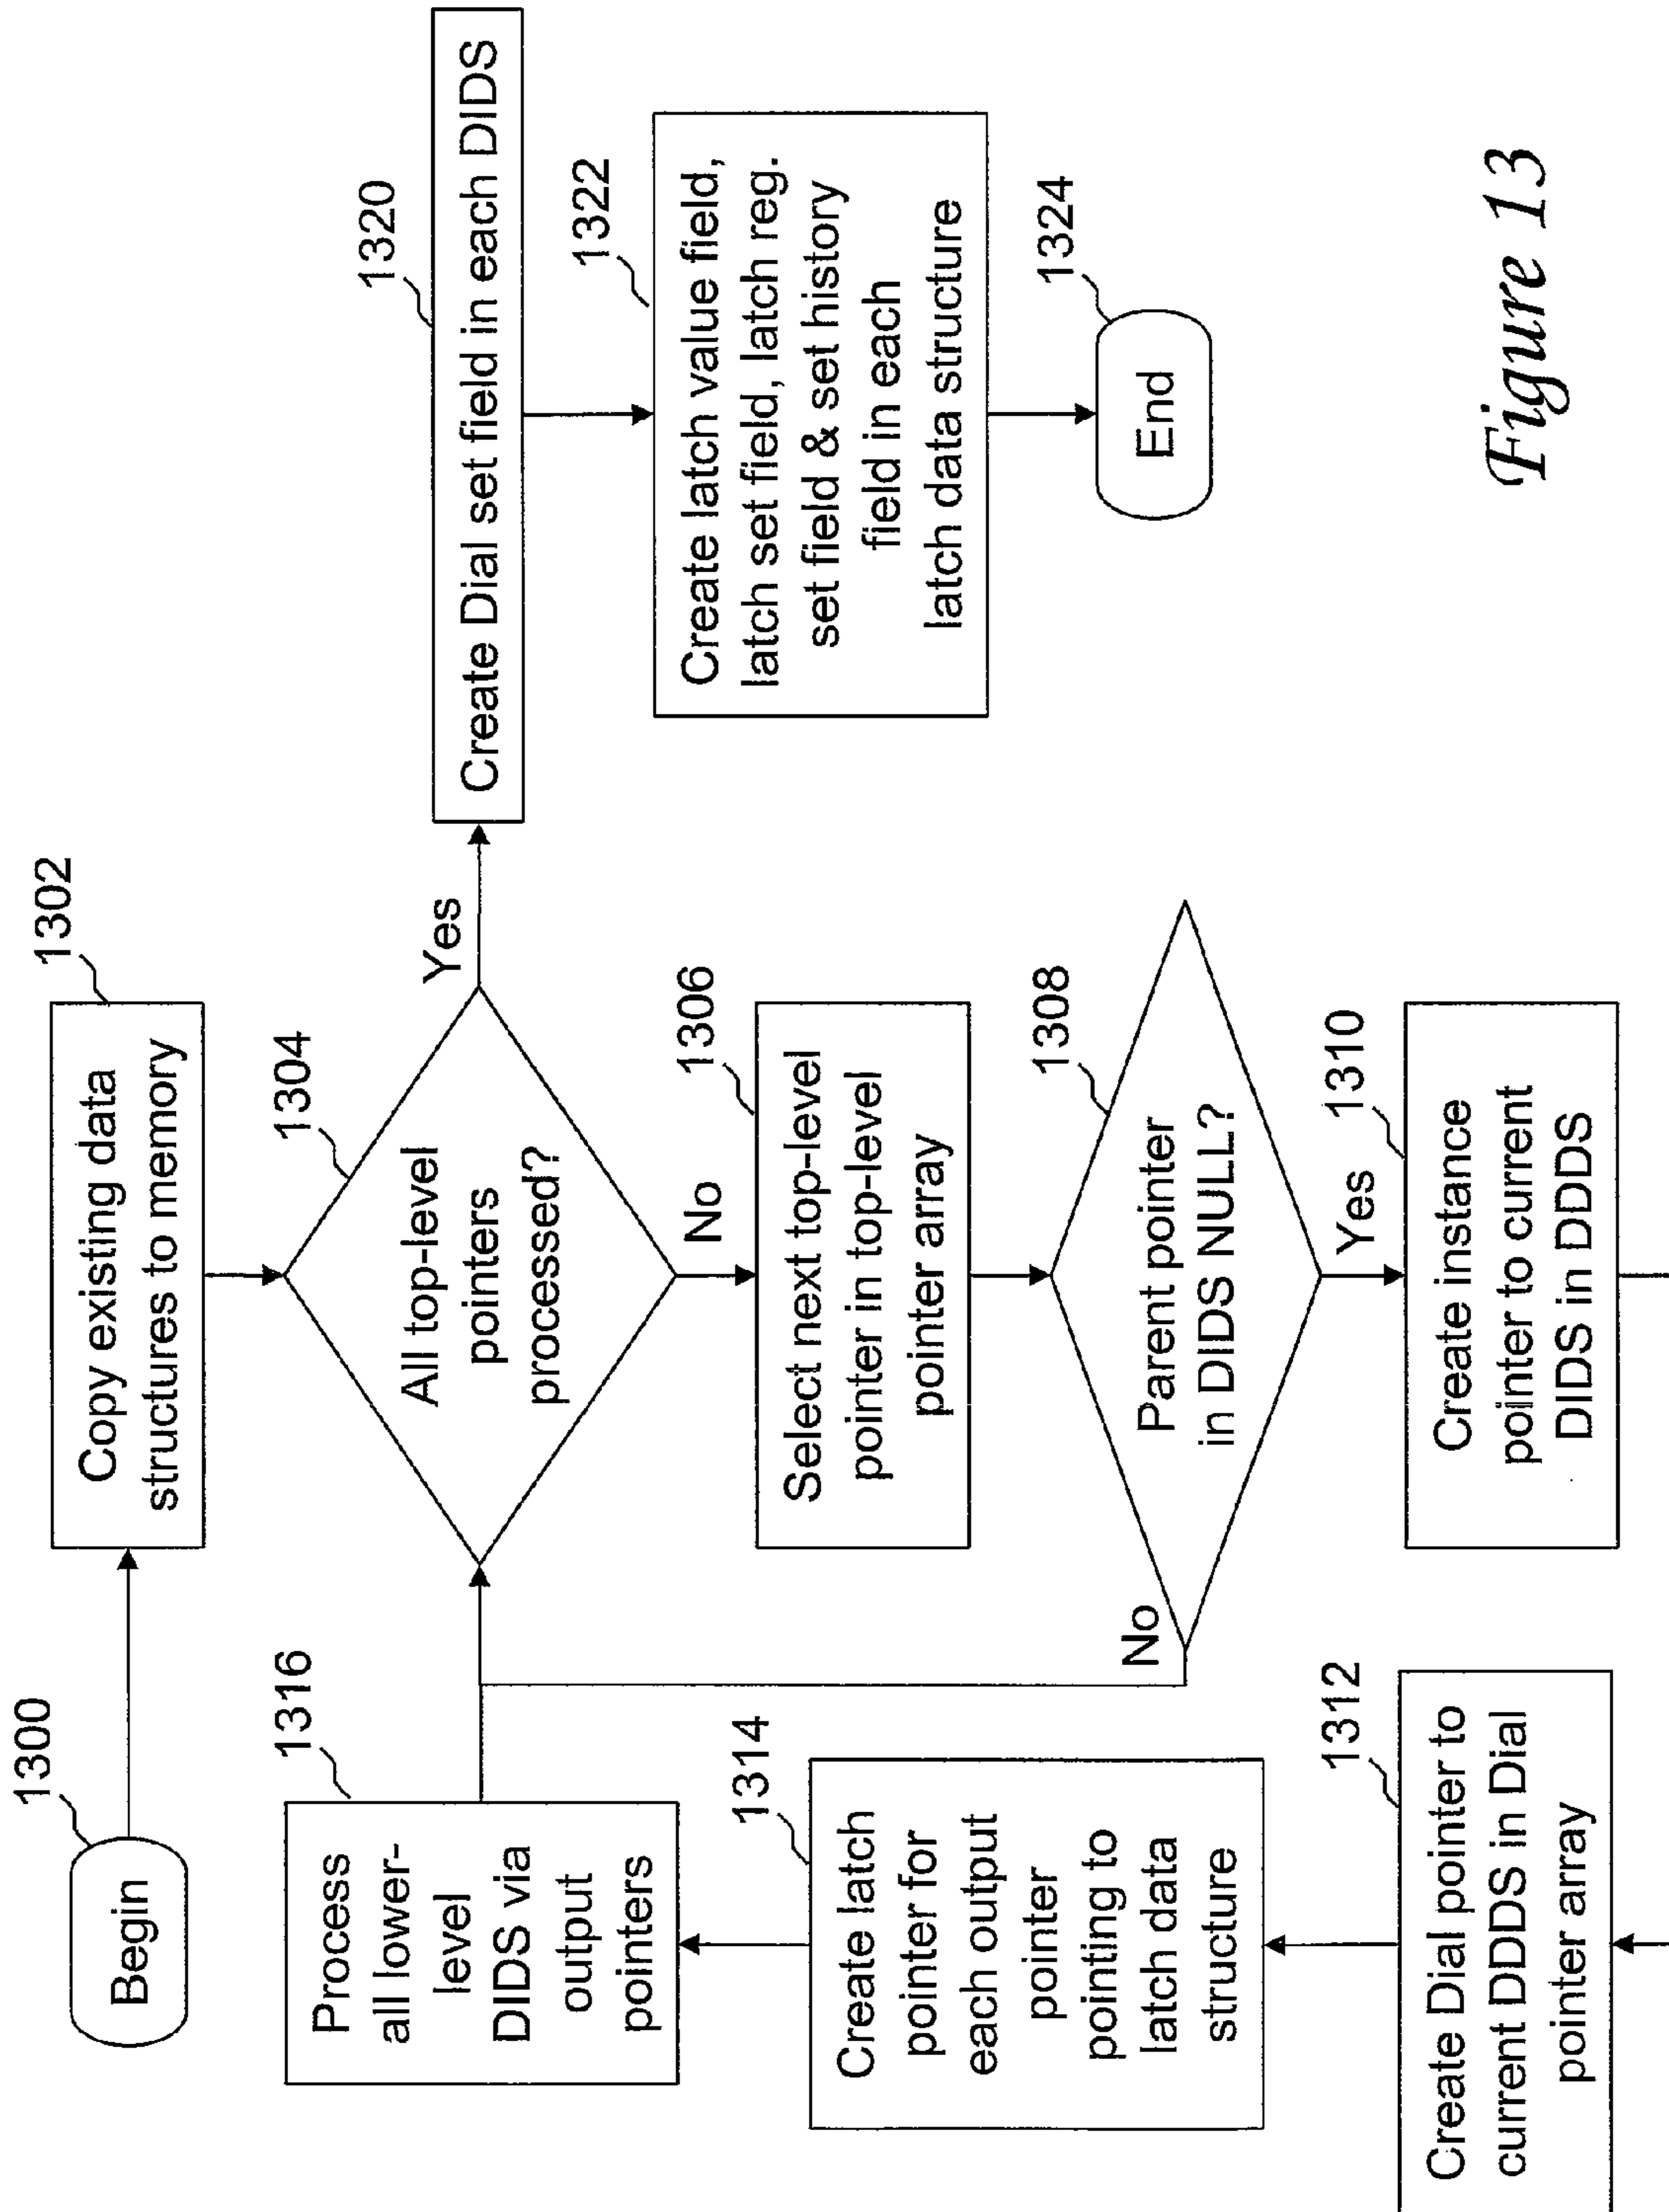 1300
Begin
1302
Copy existing data
structures to memory
1304
All top-level
pointers
processed?
Yes
No
1306
Select next top-level
pointer in top-level
pointer array
1308
Parent pointer
in DIDS NULL?
No
Yes
1310
Create instance
pointer to current
DIDS in DDDS
1312
Create Dial pointer to
current DDDS in Dial
pointer array
1314
Create latch
pointer for
each output
pointer
pointing to
latch data
structure
1316
Process
all lower-
level
DIDS via
output
pointers
1320
Create Dial set field in each DIDS
1322
Create latch value field,
latch set field, latch reg.
set field & set history
field in each
latch data structure
1324
End
Figure 13